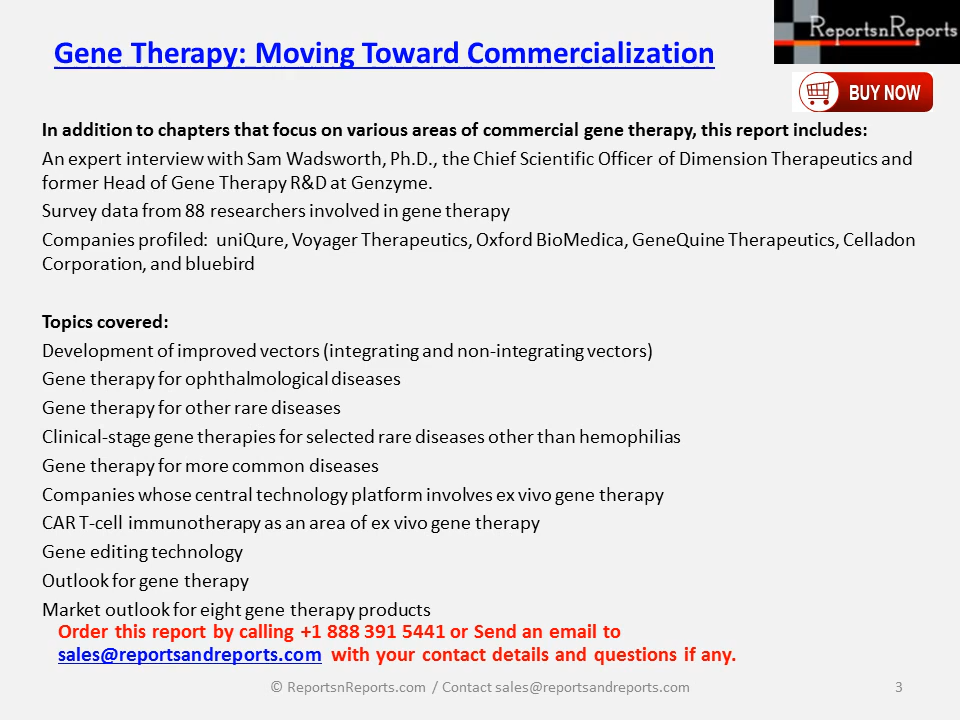 ReportsnReports
Gene Therapy: Moving Toward Commercialization
BUY NOW
In addition to chapters that focus on various areas of commercial gene therapy, this report includes:
An expert interview with Sam Wadsworth, Ph.D., the Chief Scientific Officer of Dimension Therapeutics and
former Head of Gene Therapy R&D at Genzyme.
Survey data from 88 researchers involved in gene therapy
Companies profiled: uniQure, Voyager Therapeutics, Oxford BioMedica, GeneQuine Therapeutics, Celladon
Corporation, and bluebird
Topics covered:
Development of improved vectors (integrating and non-integrating vectors)
Gene therapy for ophthalmological diseases
Gene therapy for other rare diseases
Clinical-stage gene therapies for selected rare diseases other than hemophilias
Gene therapy for more common diseases
Companies whose central technology platform involves ex vivo gene therapy
CAR T-cell immunotherapy as an area of ex vivo gene therapy
Gene editing technology
Outlook for gene therapy
Market outlook for eight gene therapy products
Order this report by calling +1 888 391 5441 or Send an email to
sales@reportsandreports.com with your contact details and questions if any.
© ReportsnReports.com / Contact sales@reportsandreports.com
3